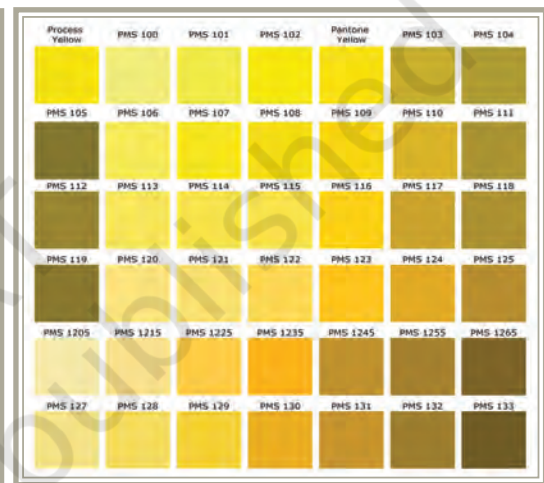 Process Yellow PMS 100 PMS 101 PMS 102 Pantone Yellow PMS 103 PMS 104
PMS 105 PMS 106 PMS 107 PMS 108 PMS 109 PMS 110 PMS 111
PMS 112 PMS 113 PMS 114 PMS 115 PMS 116 PMS 117 PMS 118
PMS 119 PMS 120 PMS 121 PMS 122 PMS 123 PMS 124 PMS 125
PMS 1205 PMS 1215 PMS 1225 PMS 1235 PMS 1245 PMS 1255 PMS 1265
PMS 127 PMS 128 PMS 129 PMS 130 PMS 131 PMS 132 PMS 133
published